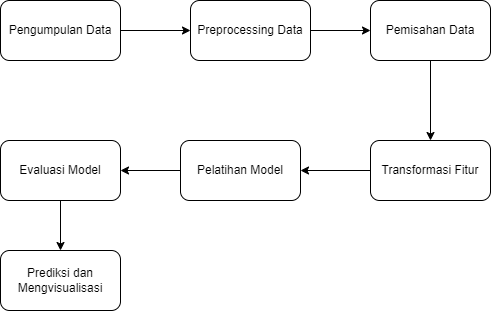 Pengumpulan Data
Preprocessing Data
Pemisahan Data
Transformasi Fitur
Pelatihan Model
Evaluasi Model
Prediksi dan
Mengvisualisasi